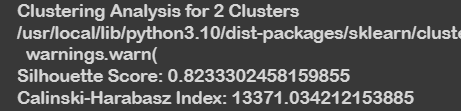 Clustering Analysis for 2 Clusters
/usr/local/lib/python3.10/dist-packages/sklearn/cluste
warnings.warn(
Silhouette Score: 0.8233302458159855
Calinski-Harabasz Index: 13371.034212153885